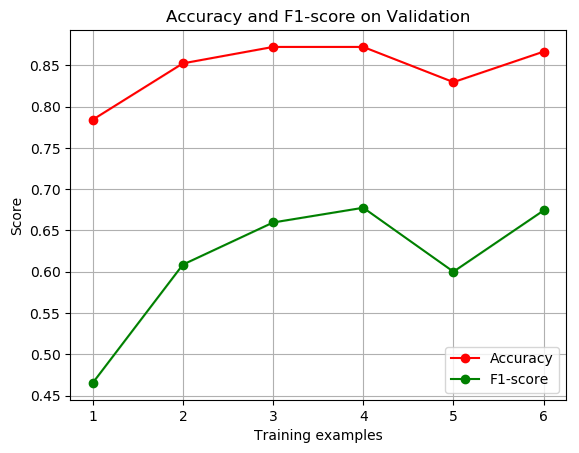 Accuracy and F1-score on Validation
Score
0.85
0.80
0.75
0.70
0.65
0.60
0.55
0.50
0.45
1 2 3 4 5 6
Training examples
Accuracy
F1-score